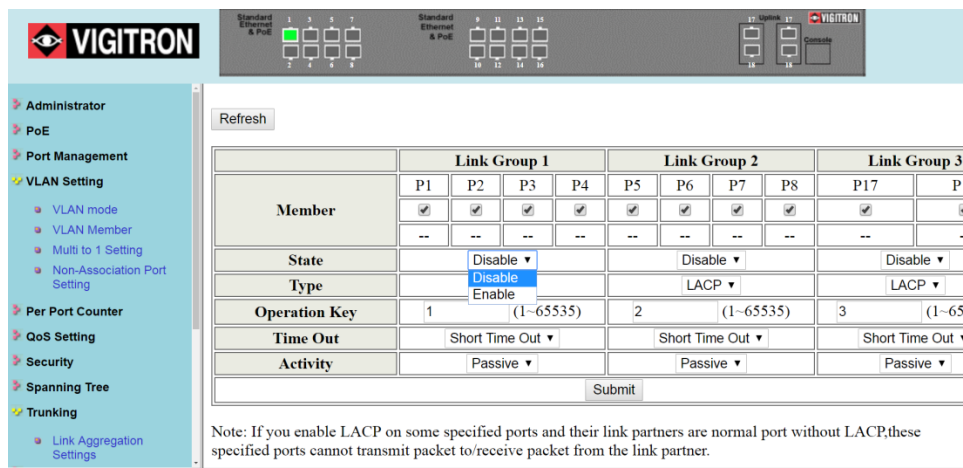 VIGITRON
Standard Ethernet & PoE
1 3 5 7
2 4 6 8
Standard Ethernet & PoE
9 11 13 15
10 12 14 16
17 Uplink 17
18 18
VIGITRON
Console
Administrator
PoE
Port Management
VLAN Setting
VLAN mode
VLAN Member
Multi to 1 Setting
Non-Association Port
Setting
Per Port Counter
QoS Setting
Security
Spanning Tree
Trunking
Link Aggregation
Settings
Refresh
Link Group 1 Link Group 2 Link Group 3
Member P1 P2 P3 P4 P5 P6 P7 P8 P17 P
-- -- -- -- -- -- -- -- -- --
State Disable Disable Disable
Disable
Enable
Type LACP LACP
Operation Key 1 (1~65535) 2 (1~65535) 3 (1~65
Time Out Short Time Out Short Time Out Short Time Out
Activity Passive Passive Passive
Submit
Note: If you enable LACP on some specified ports and their link partners are normal port without LACP,these
specified ports cannot transmit packet to/receive packet from the link partner.